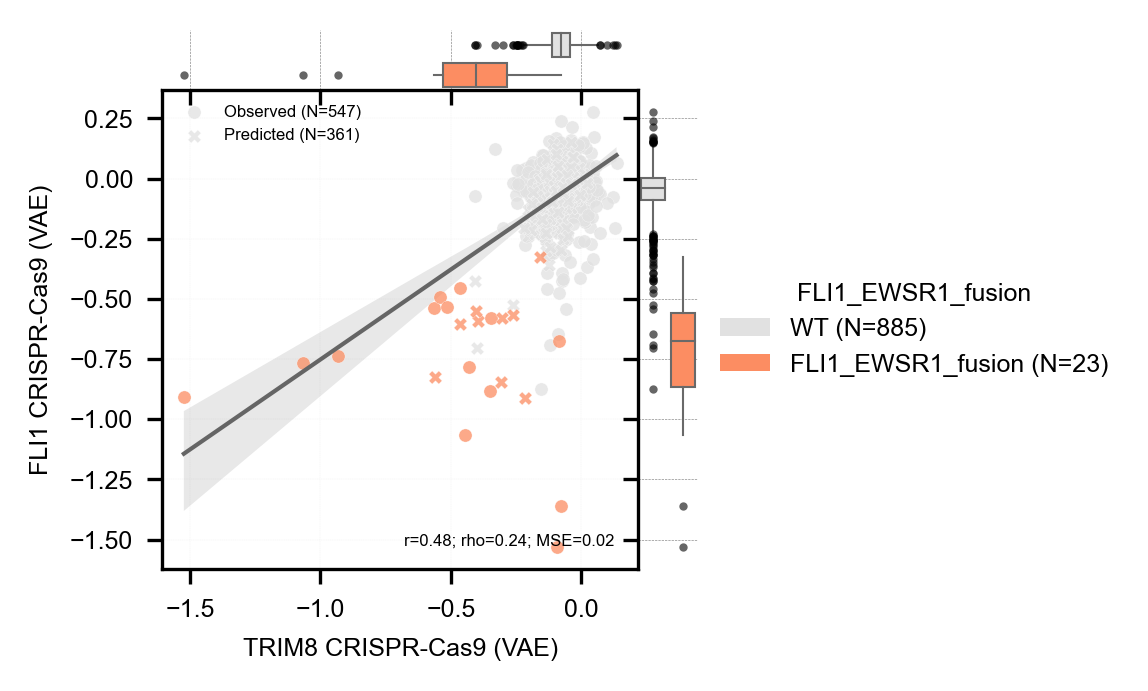 Observed (N=547)
Predicted (N=361)
0.25
0.00
−0.25
−0.50
−0.75
−1.00
−1.25
−1.50
FLI1 CRISPR-Cas9 (VAE)
r=0.48; rho=0.24; MSE=0.02
−1.5
−1.0
−0.5
0.0
TRIM8 CRISPR-Cas9 (VAE)
FLI1_EWSR1_fusion
WT (N=885)
FLI1_EWSR1_fusion (N=23)